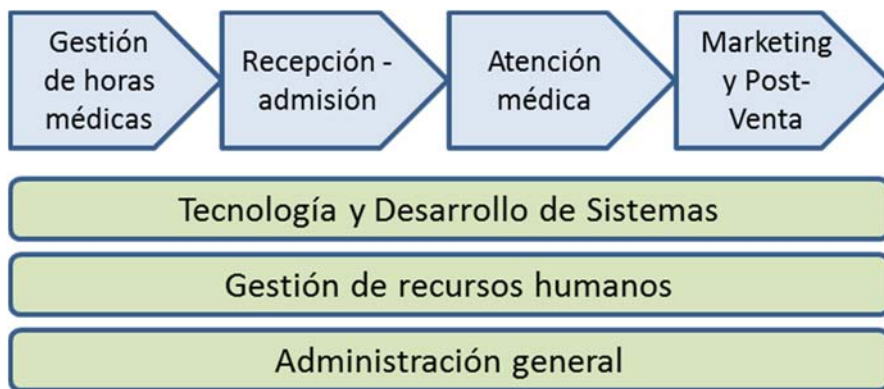 Gestión
de horas
médicas
Recepción -
admisión
Atención
médica
Marketing
y Post-
Venta
Tecnología y Desarrollo de Sistemas
Gestión de recursos humanos
Administración general